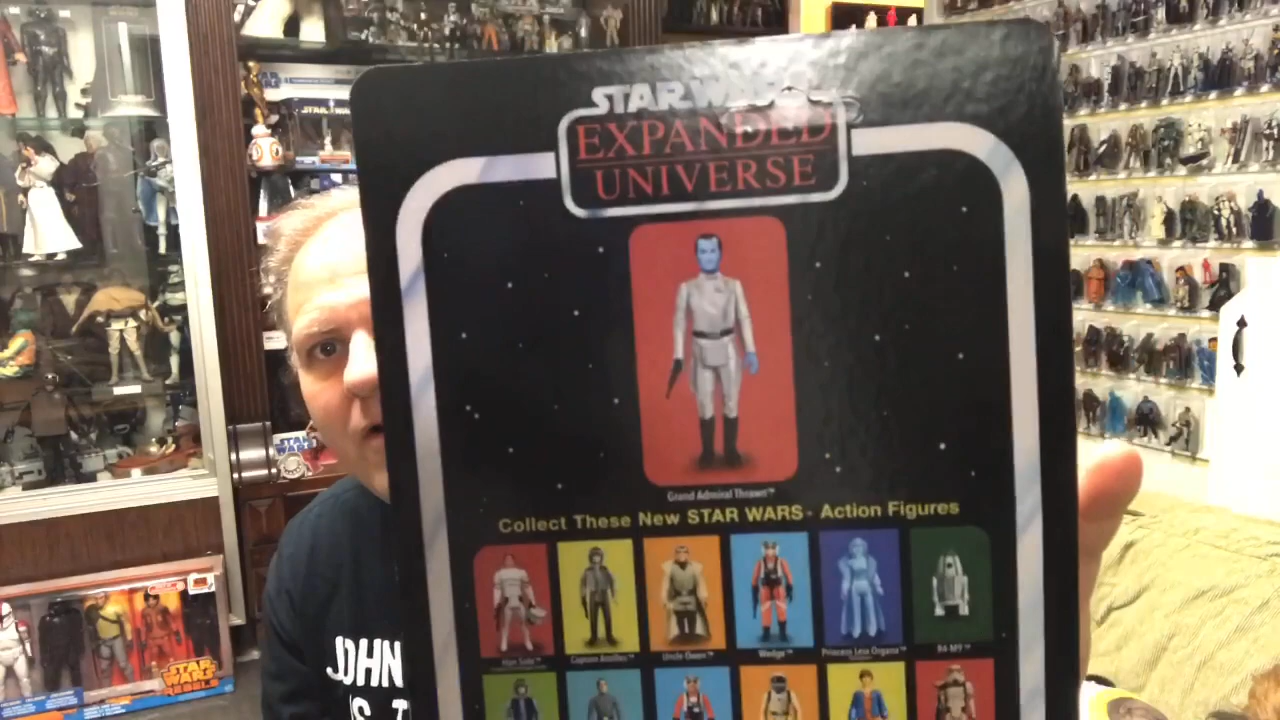 STAR WARS
EXPANDED
UNIVERSE
Grand Admiral Thrawn™
Collect These New STAR WARS Action Figures
Han Solo™
Captain Antilles™
Uncle Owen™
Wedge™
Princess Leia Organa™
R4-M9™
JOHN
STAR
WARS
STAR
WARS
REBELS